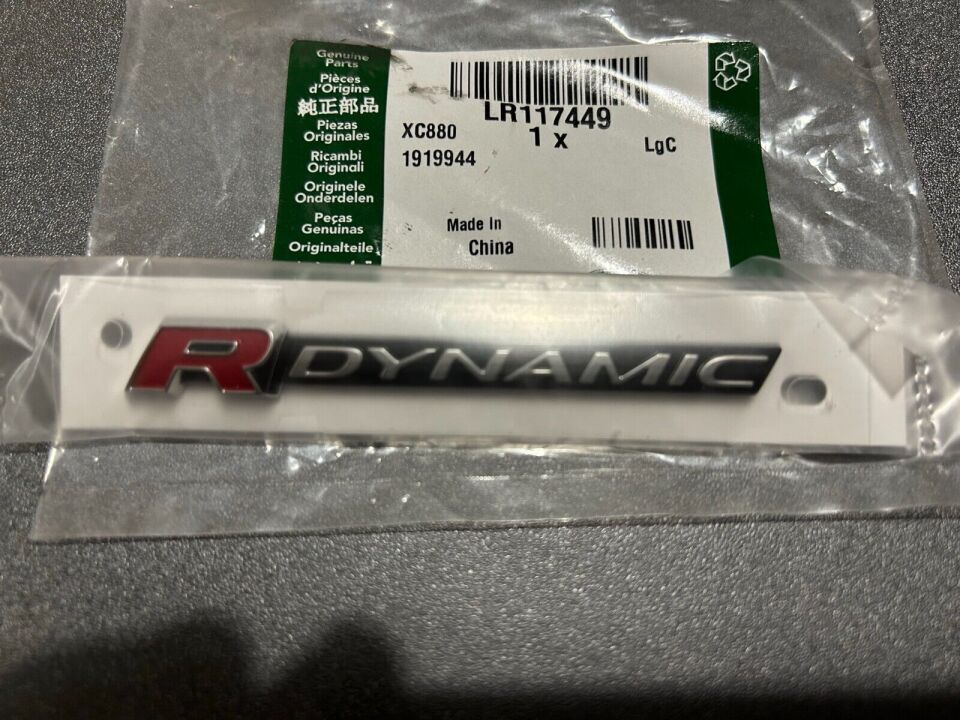 Genuine
Parts
Pièces
d'Origine
純正部品
Piezas
Originales
Ricambi
Originali
Originele
Onderdelen
Peças
Genuinas
Originalteile
LR117449
1 x
XC880
LgC
1919944
Made In
China
R DYNAMIC